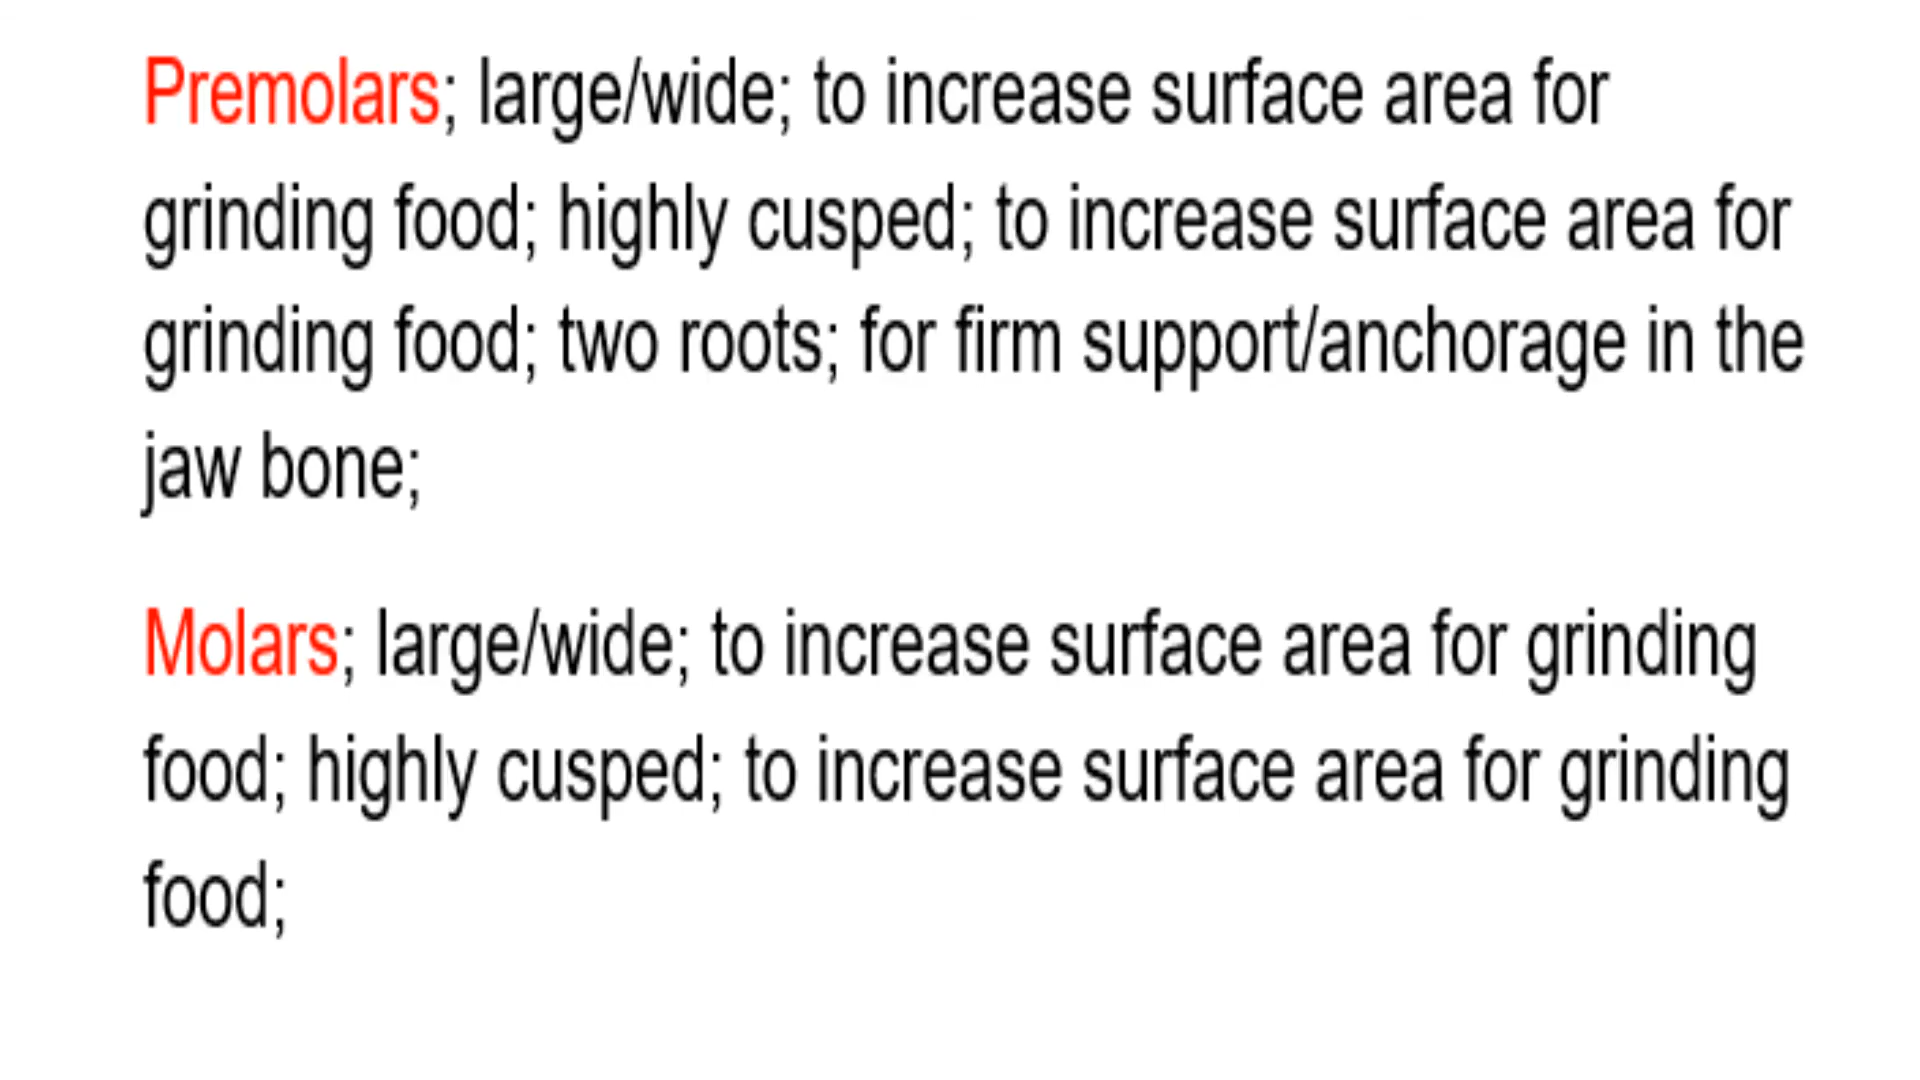 Premolars; large/wide; to increase surface area for
grinding food; highly cusped; to increase surface area for
grinding food; two roots; for firm support/anchorage in the
jaw bone;
Molars; large/wide; to increase surface area for grinding
food; highly cusped; to increase surface area for grinding
food;